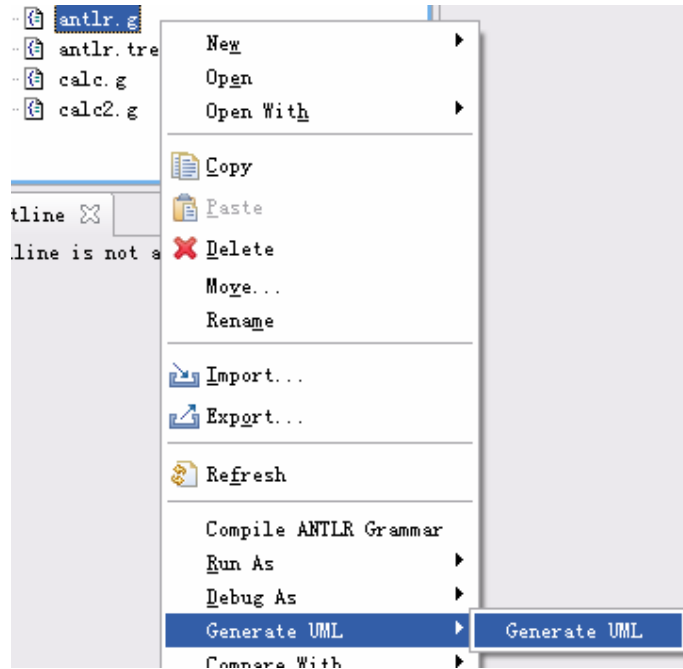 antlr.g
antlr.tre
calc.g
calc2.g
tline
line is not a
New
Open
Open With
Copy
Paste
Delete
Move...
Rename
Import...
Export...
Refresh
Compile ANTLR Grammar
Run As
Debug As
Generate UML
Generate UML
Compare With